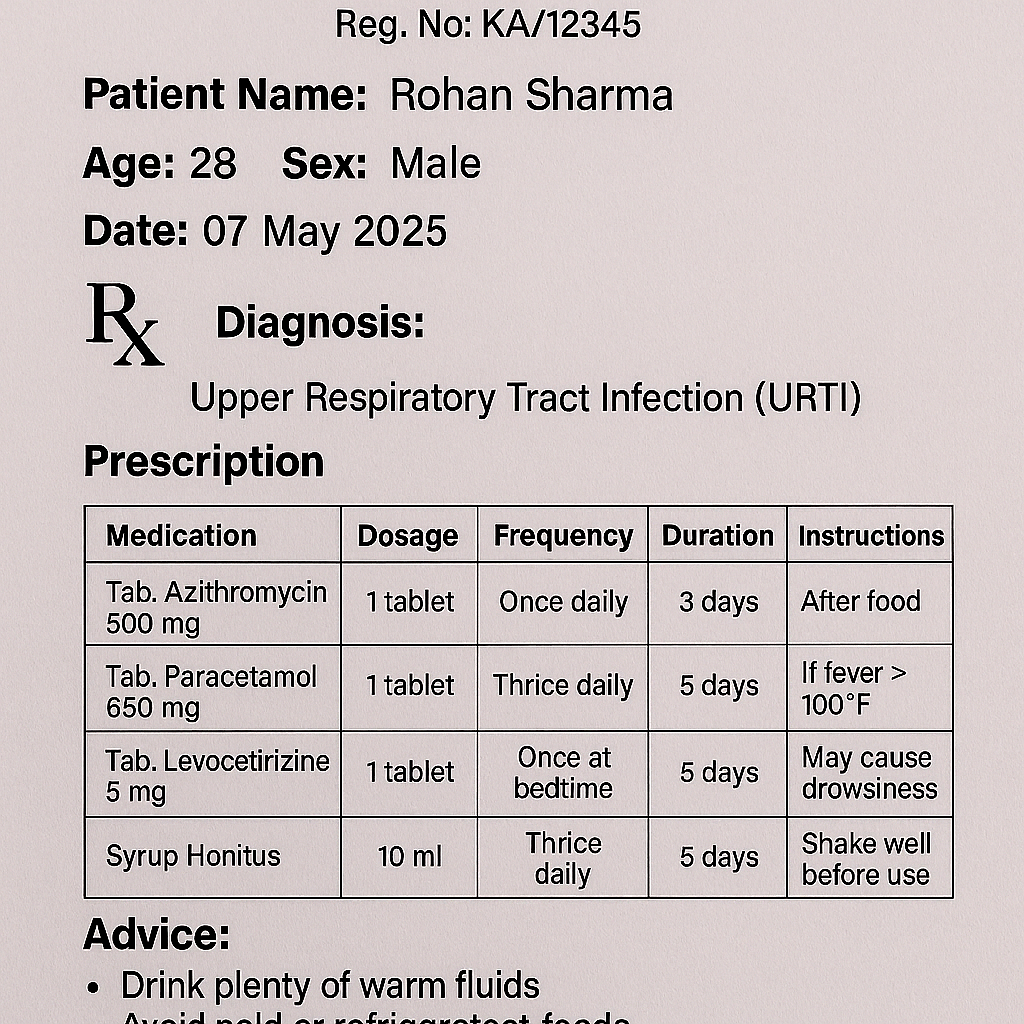 Reg. No: KA/12345
Patient Name: Rohan Sharma
Age: 28 Sex: Male
Date: 07 May 2025
Rx Diagnosis:
Upper Respiratory Tract Infection (URTI)
Prescription
Medication Dosage Frequency Duration Instructions
Tab. Azithromycin 500 mg 1 tablet Once daily 3 days After food
Tab. Paracetamol 650 mg 1 tablet Thrice daily 5 days If fever > 100°F
Tab. Levocetirizine 5 mg 1 tablet Once at bedtime 5 days May cause drowsiness
Syrup Honitus 10 ml Thrice daily 5 days Shake well before use
Advice:
• Drink plenty of warm fluids
or